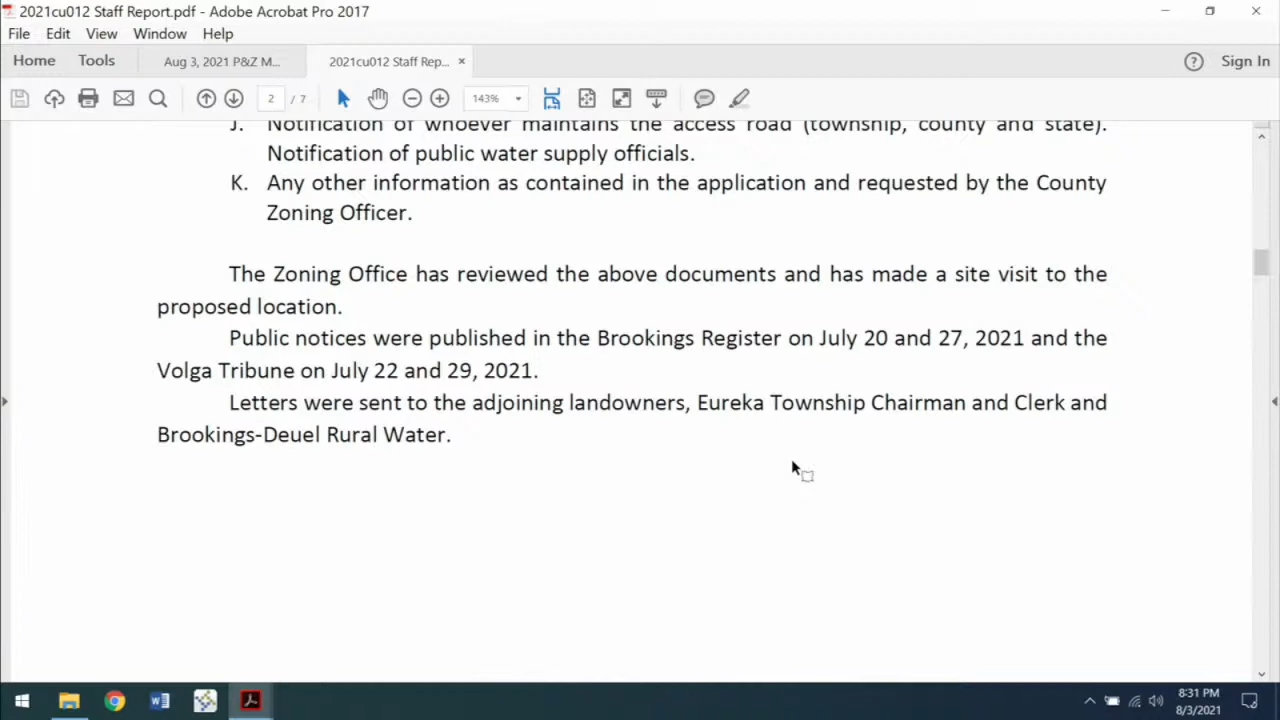 2021cu012 Staff Report.pdf - Adobe Acrobat Pro 2017
File Edit View Window Help
Home Tools Aug 3, 2021 P&Z M... 2021cu012 Staff Rep... × Sign In
2 / 7 143%
J. Notification of whoever maintains the access road (township, county and state).
Notification of public water supply officials.
K. Any other information as contained in the application and requested by the County
Zoning Officer.
The Zoning Office has reviewed the above documents and has made a site visit to the
proposed location.
Public notices were published in the Brookings Register on July 20 and 27, 2021 and the
Volga Tribune on July 22 and 29, 2021.
Letters were sent to the adjoining landowners, Eureka Township Chairman and Clerk and
Brookings-Deuel Rural Water.
8:31 PM
8/3/2021